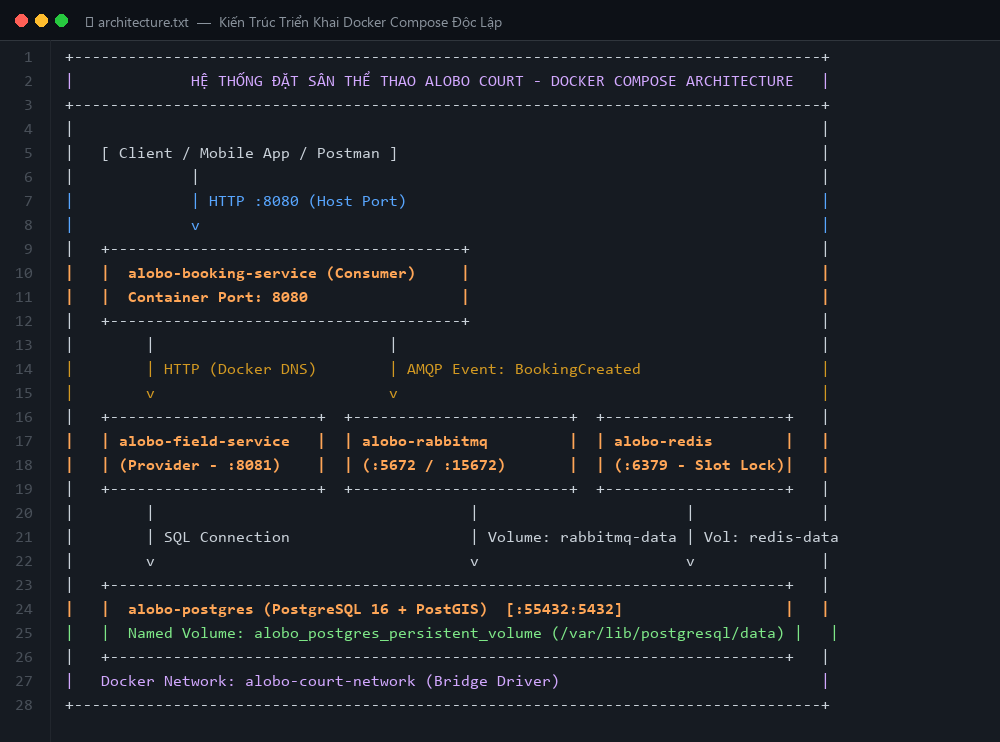 architecture.txt — Kiến Trúc Triển Khai Docker Compose Độc Lập
1 +-----------------------------------------------------------------------------------+
2 | HỆ THỐNG ĐẶT SÂN THỂ THAO ALOBO COURT - DOCKER COMPOSE ARCHITECTURE |
3 +-----------------------------------------------------------------------------------+
4 | |
5 | [ Client / Mobile App / Postman ] |
6 | | |
7 | | HTTP :8080 (Host Port) |
8 | v |
9 | +---------------------------------------+ |
10 | | alobo-booking-service (Consumer) | |
11 | | Container Port: 8080 | |
12 | +---------------------------------------+ |
13 | | | |
14 | | HTTP (Docker DNS) | AMQP Event: BookingCreated |
15 | v v |
16 | +-----------------------+ +-------------------------+ +--------------------+ |
17 | | alobo-field-service | | alobo-rabbitmq | | alobo-redis | |
18 | | (Provider - :8081) | | (:5672 / :15672) | | (:6379 - Slot Lock)| |
19 | +-----------------------+ +-------------------------+ +--------------------+ |
20 | | | | |
21 | | SQL Connection | Volume: rabbitmq-data | Vol: redis-data
22 | v v v |
23 | +---------------------------------------------------------------------------+ |
24 | | alobo-postgres (PostgreSQL 16 + PostGIS) [:55432:5432] | |
25 | | Named Volume: alobo_postgres_persistent_volume (/var/lib/postgresql/data) | |
26 | +---------------------------------------------------------------------------+ |
27 | Docker Network: alobo-court-network (Bridge Driver) |
28 +-----------------------------------------------------------------------------------+